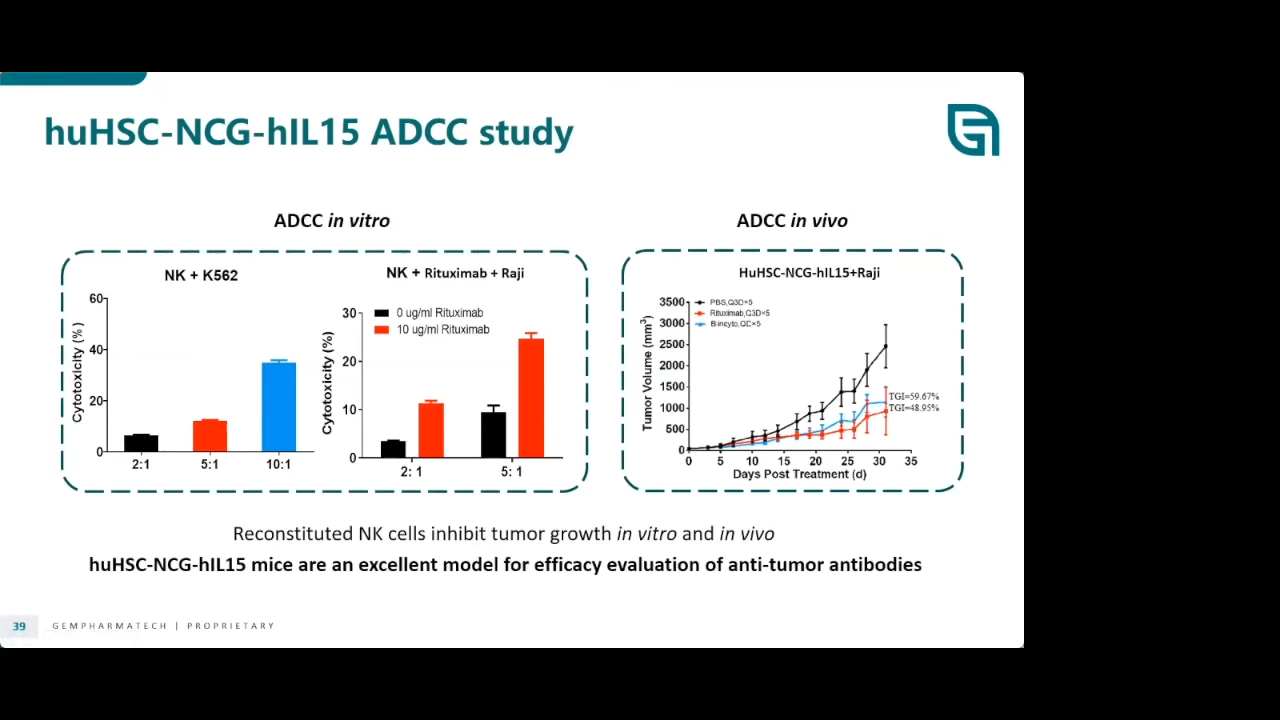 huHSC-NCG-hIL15 ADCC study
ADCC in vitro
NK + K562
Cytotoxicity (%)
60
40
20
0
2:1
5:1
10:1
NK + Rituximab + Raji
0 ug/ml Rituximab
10 ug/ml Rituximab
Cytotoxicity (%)
30
20
10
0
2: 1
5: 1
ADCC in vivo
HuHSC-NCG-hIL15+Raji
PBS,Q3D×5
Rituximab,Q3D×5
Blincyto,QD×5
Tumor Volume (mm3)
3500
3000
2500
2000
1500
1000
500
0
TGI=59.67%
TGI=48.95%
0 5 10 15 20 25 30 35
Days Post Treatment (d)
Reconstituted NK cells inhibit tumor growth in vitro and in vivo
huHSC-NCG-hIL15 mice are an excellent model for efficacy evaluation of anti-tumor antibodies
39 GEMPHARMATECH | PROPRIETARY